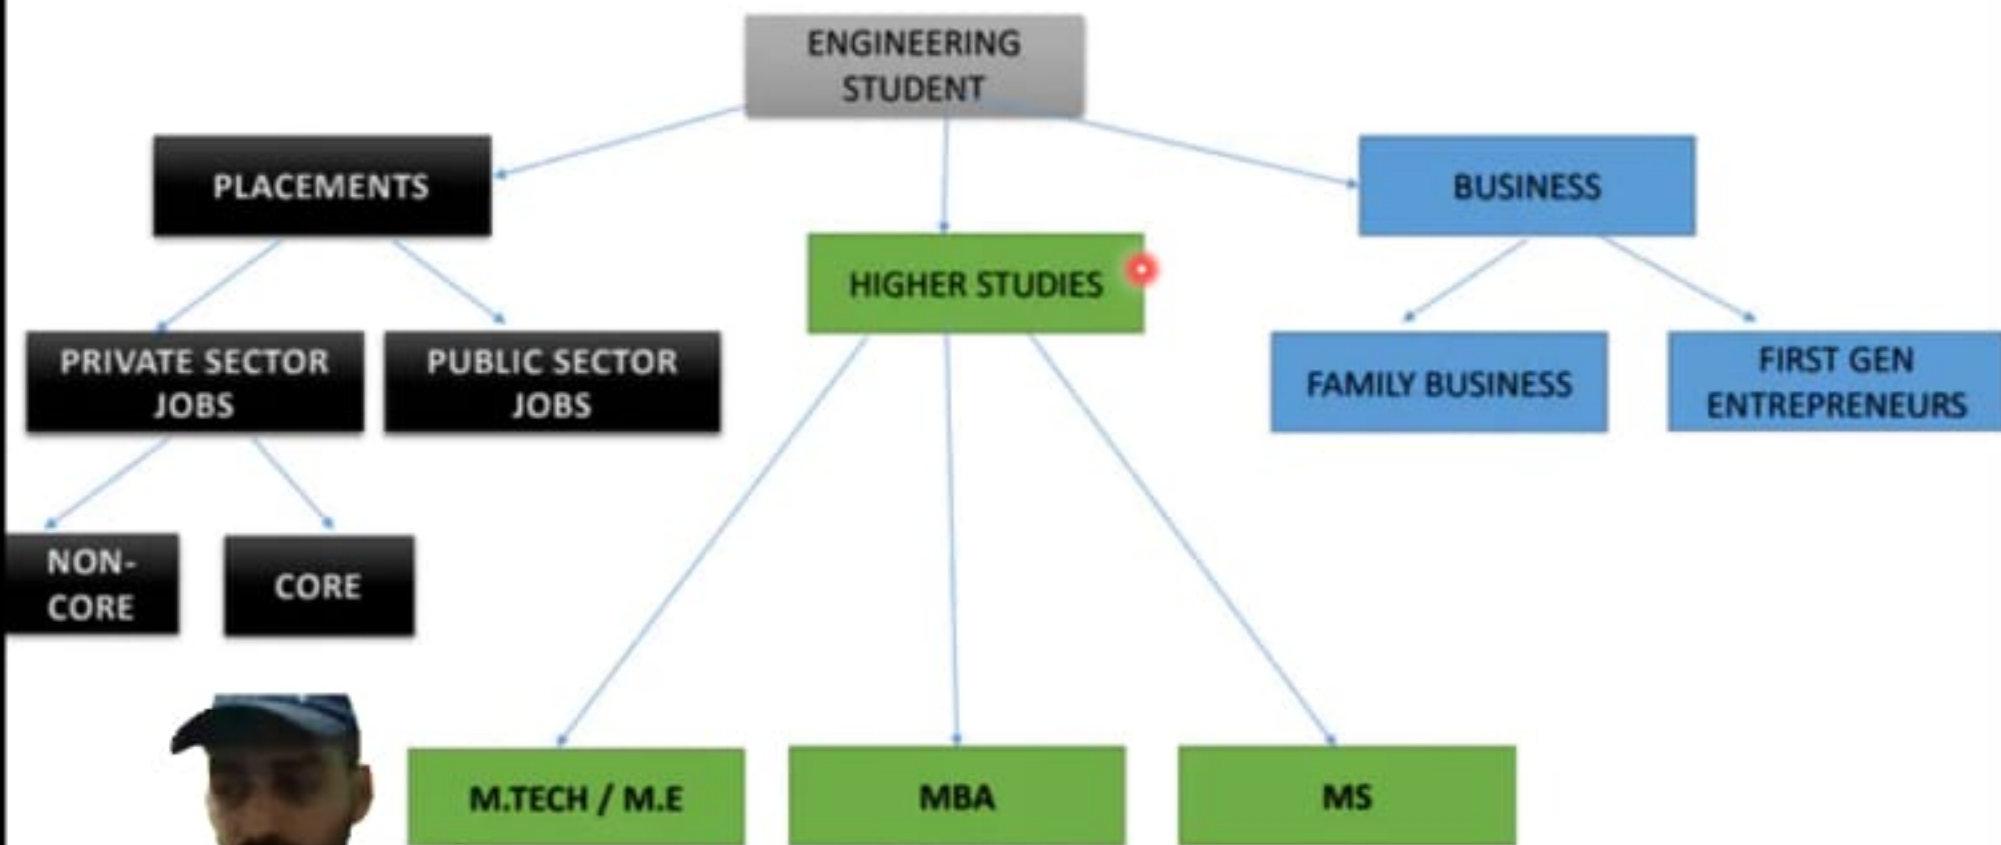 ENGINEERING
STUDENT
PLACEMENTS
BUSINESS
HIGHER STUDIES
PRIVATE SECTOR
JOBS
PUBLIC SECTOR
JOBS
FAMILY BUSINESS
FIRST GEN
ENTREPRENEURS
NON-
CORE
CORE
M.TECH / M.E
MBA
MS